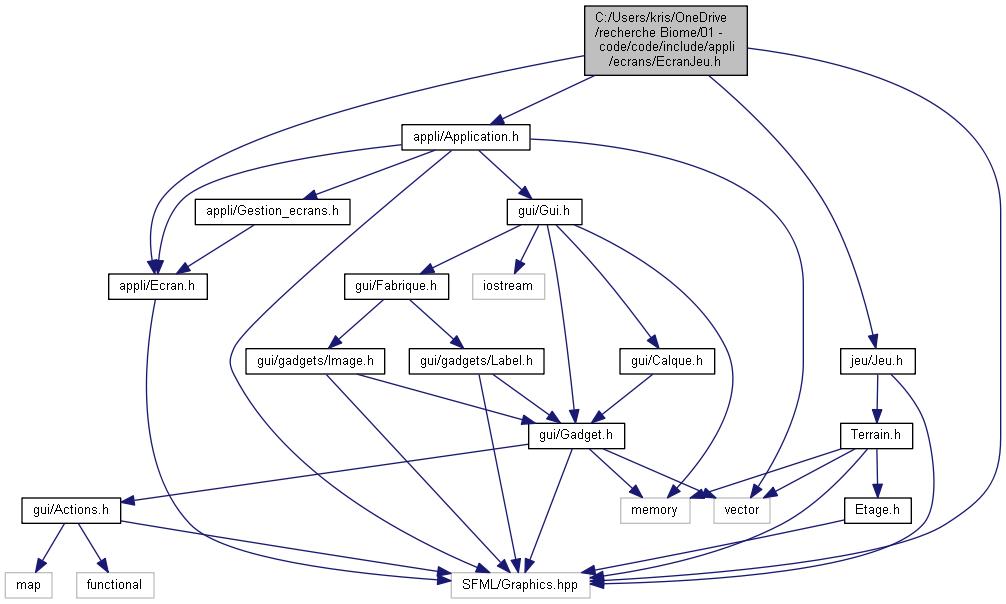 C:/Users/kris/OneDrive
/recherche Biome/01 -
code/code/include/appli
/ecrans/EcranJeu.h
appli/Application.h
appli/Gestion_ecrans.h
gui/Gui.h
appli/Ecran.h
gui/Fabrique.h
iostream
gui/gadgets/Image.h
gui/gadgets/Label.h
gui/Calque.h
jeu/Jeu.h
gui/Gadget.h
Terrain.h
gui/Actions.h
memory
vector
Etage.h
map
functional
SFML/Graphics.hpp